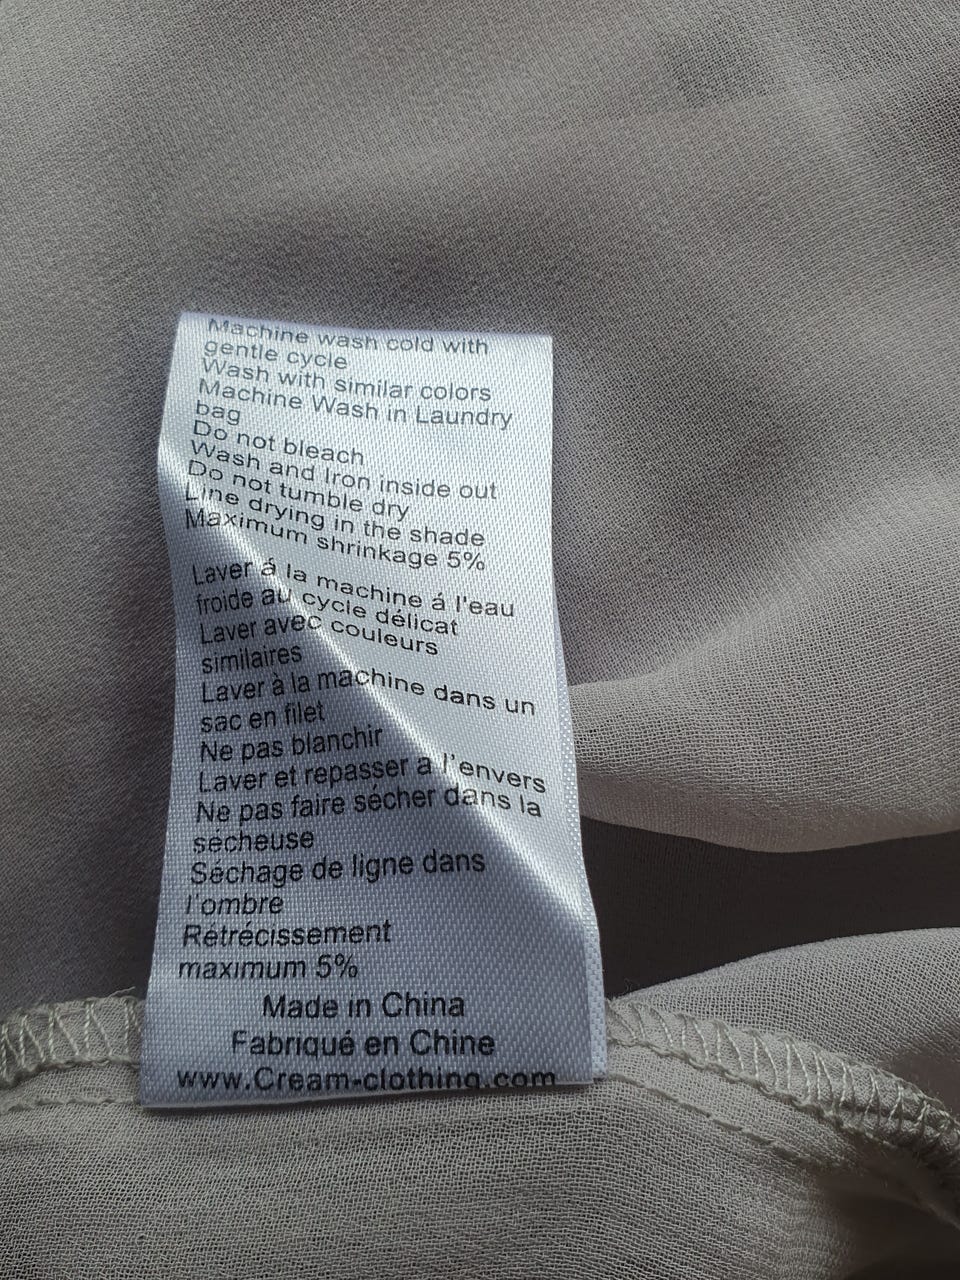 Machine wash cold with
gentle cycle
Wash with similar colors
Machine Wash in Laundry
bag
Do not bleach
Wash and Iron inside out
Do not tumble dry
Line drying in the shade
Maximum shrinkage 5%
Laver á la machine á l'eau
froide au cycle délicat
Laver avec couleurs
similaires
Laver à la machine dans un
sac en filet
Ne pas blanchir
Laver et repasser a l'envers
Ne pas faire sécher dans la
sécheuse
Séchage de ligne dans
l'ombre
Rétrécissement
maximum 5%
Made in China
Fabriqué en Chine
www.Cream-clothing.com